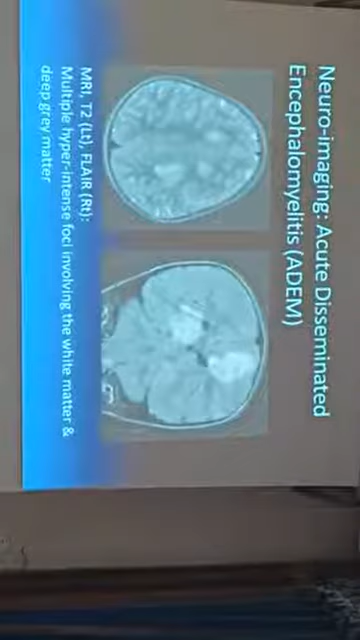 Neuro-imaging: Acute Disseminated
Encephalomyelitis (ADEM)
MRI, T2 (Lt), FLAIR (Rt):
Multiple hyper-intense foci involving the white matter &
deep grey matter